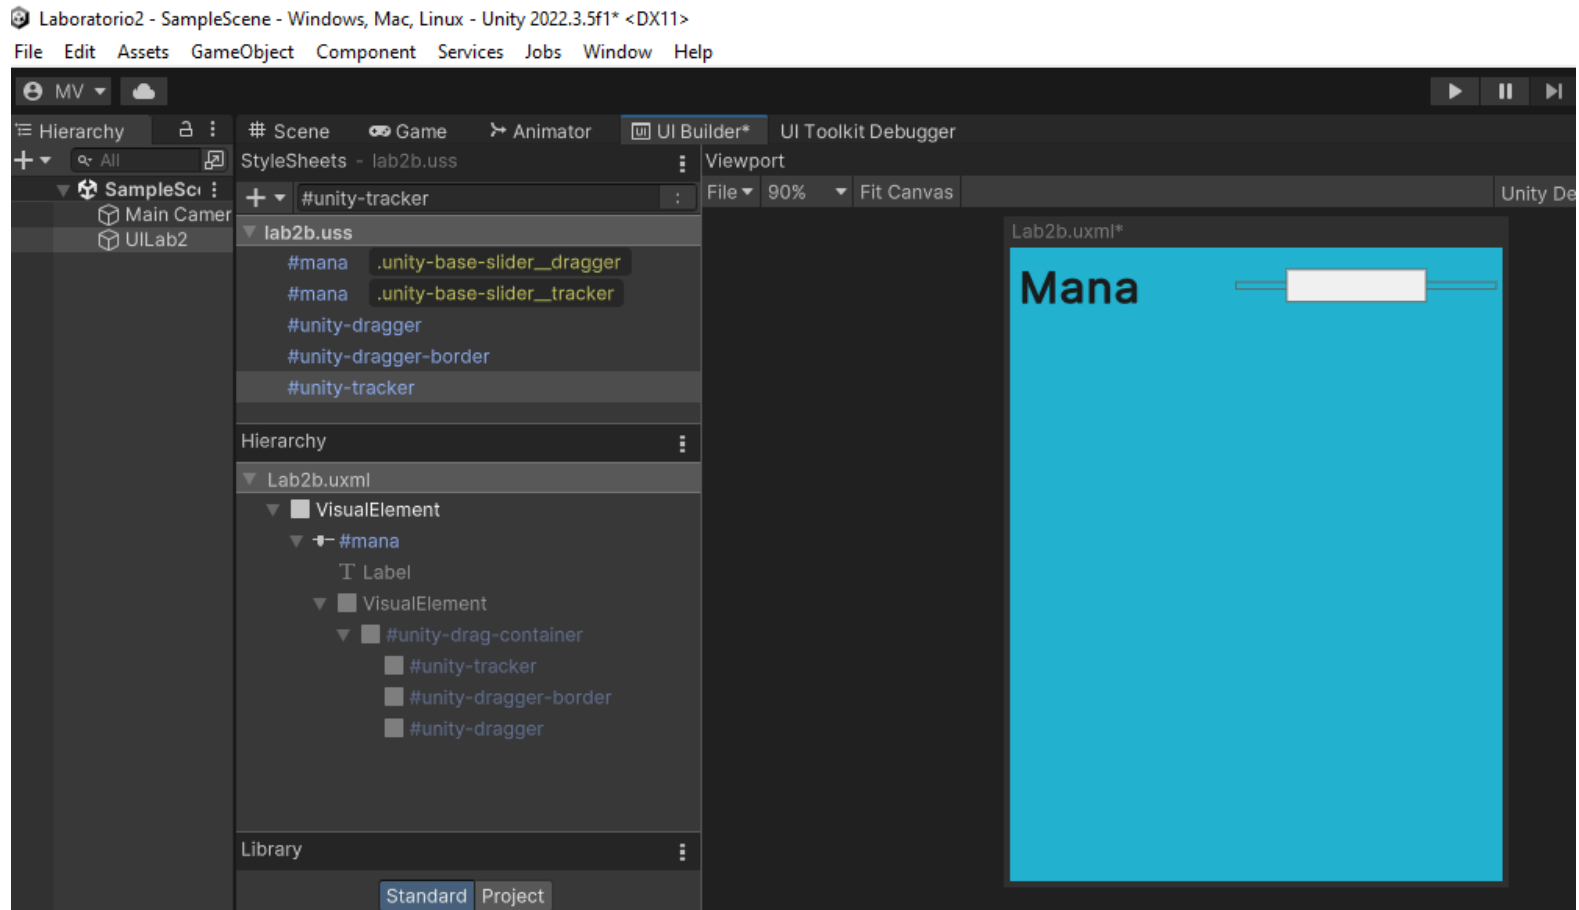 Laboratorio2 - SampleScene - Windows, Mac, Linux - Unity 2022.3.5f1* <DX11>
File Edit Assets GameObject Component Services Jobs Window Help
MV
Hierarchy
Scene Game Animator UI Builder* UI Toolkit Debugger
All
StyleSheets - lab2b.uss
Viewport
SampleSc
#unity-tracker
File 90% Fit Canvas
Unity De
Main Camer
UILab2
lab2b.uss
#mana .unity-base-slider__dragger
#mana .unity-base-slider__tracker
#unity-dragger
#unity-dragger-border
#unity-tracker
Hierarchy
Lab2b.uxml
VisualElement
#mana
Label
VisualElement
#unity-drag-container
#unity-tracker
#unity-dragger-border
#unity-dragger
Library
Standard Project
Lab2b.uxml*
Mana